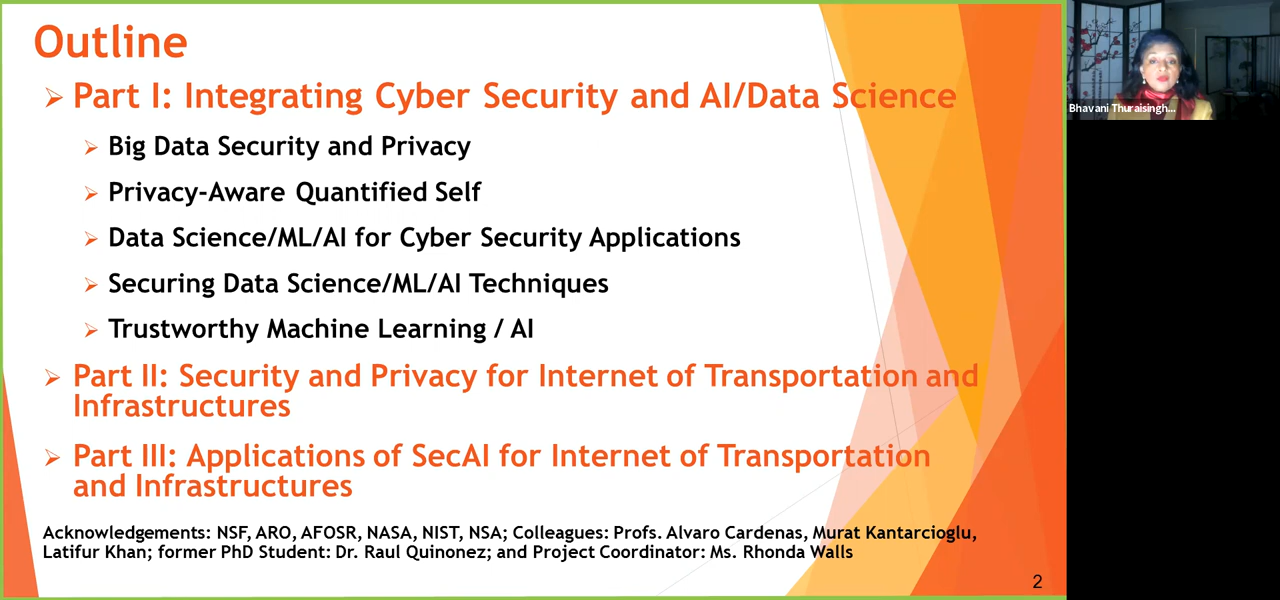 Outline
Part I: Integrating Cyber Security and AI/Data Science
Big Data Security and Privacy
Privacy-Aware Quantified Self
Data Science/ML/AI for Cyber Security Applications
Securing Data Science/ML/AI Techniques
Trustworthy Machine Learning / AI
Part II: Security and Privacy for Internet of Transportation and
Infrastructures
Part III: Applications of SecAI for Internet of Transportation
and Infrastructures
Acknowledgements: NSF, ARO, AFOSR, NASA, NIST, NSA; Colleagues: Profs. Alvaro Cardenas, Murat Kantarcioglu,
Latifur Khan; former PhD Student: Dr. Raul Quinonez; and Project Coordinator: Ms. Rhonda Walls
2
Bhavani Thuraisingh...